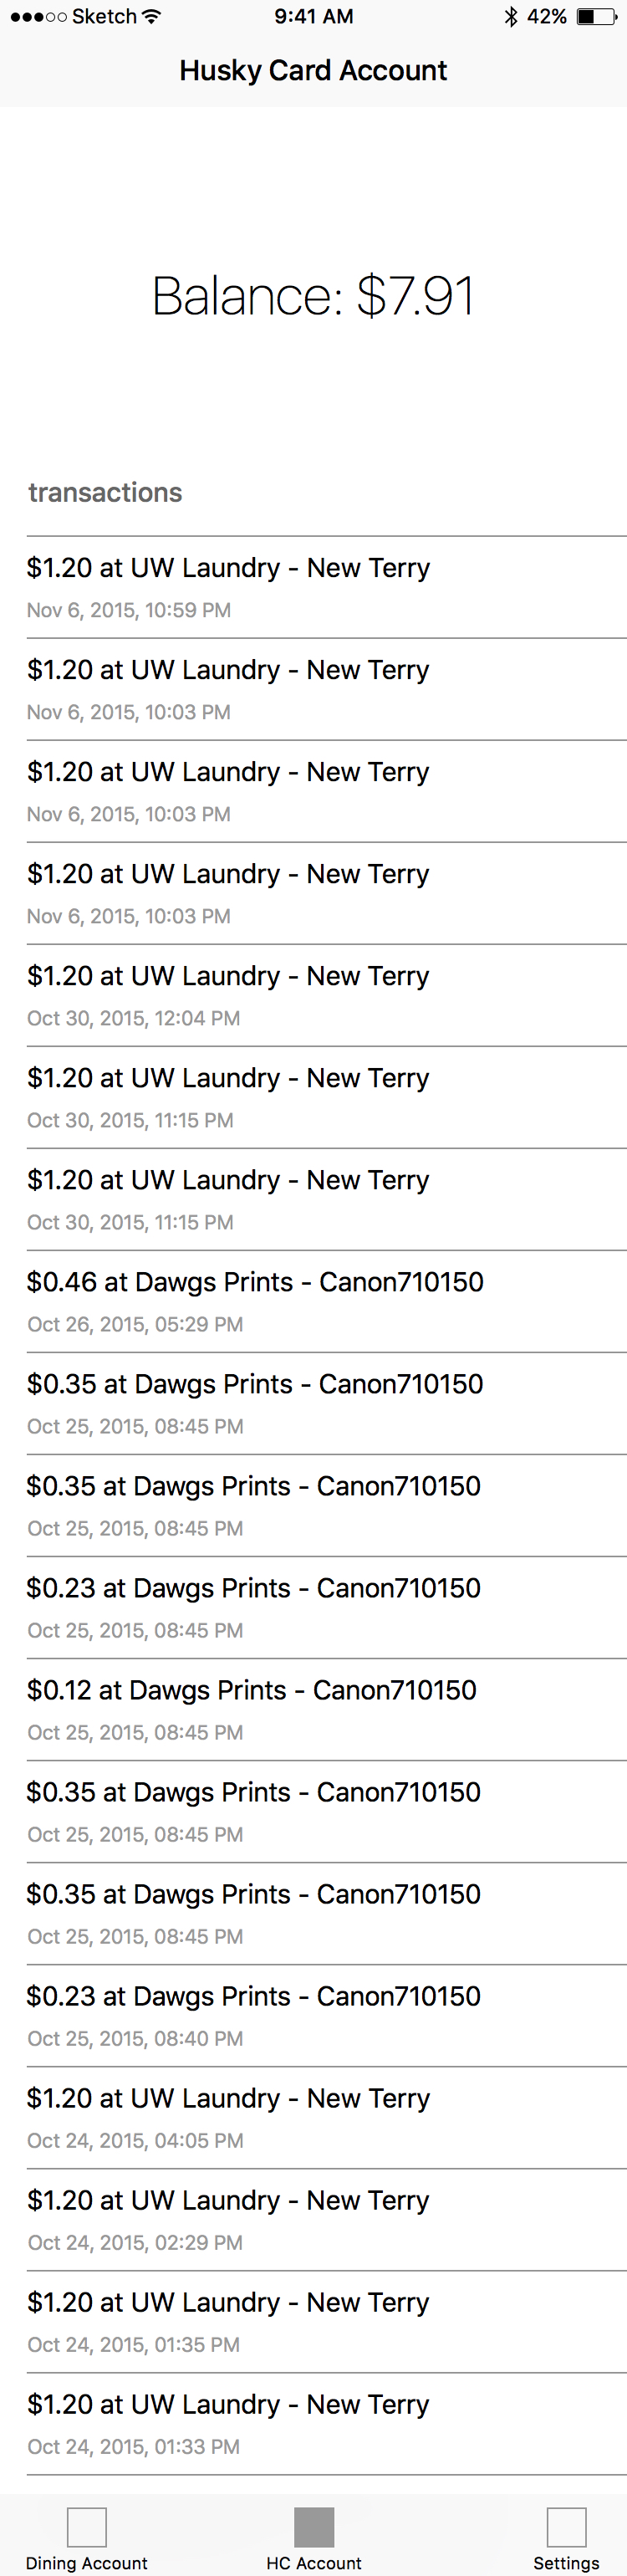 Sketch 9:41 AM 42%
Husky Card Account
Balance: $7.91
transactions
$1.20 at UW Laundry - New Terry
Nov 6, 2015, 10:59 PM
$1.20 at UW Laundry - New Terry
Nov 6, 2015, 10:03 PM
$1.20 at UW Laundry - New Terry
Nov 6, 2015, 10:03 PM
$1.20 at UW Laundry - New Terry
Nov 6, 2015, 10:03 PM
$1.20 at UW Laundry - New Terry
Oct 30, 2015, 12:04 PM
$1.20 at UW Laundry - New Terry
Oct 30, 2015, 11:15 PM
$1.20 at UW Laundry - New Terry
Oct 30, 2015, 11:15 PM
$0.46 at Dawgs Prints - Canon710150
Oct 26, 2015, 05:29 PM
$0.35 at Dawgs Prints - Canon710150
Oct 25, 2015, 08:45 PM
$0.35 at Dawgs Prints - Canon710150
Oct 25, 2015, 08:45 PM
$0.23 at Dawgs Prints - Canon710150
Oct 25, 2015, 08:45 PM
$0.12 at Dawgs Prints - Canon710150
Oct 25, 2015, 08:45 PM
$0.35 at Dawgs Prints - Canon710150
Oct 25, 2015, 08:45 PM
$0.35 at Dawgs Prints - Canon710150
Oct 25, 2015, 08:45 PM
$0.23 at Dawgs Prints - Canon710150
Oct 25, 2015, 08:40 PM
$1.20 at UW Laundry - New Terry
Oct 24, 2015, 04:05 PM
$1.20 at UW Laundry - New Terry
Oct 24, 2015, 02:29 PM
$1.20 at UW Laundry - New Terry
Oct 24, 2015, 01:35 PM
$1.20 at UW Laundry - New Terry
Oct 24, 2015, 01:33 PM
Dining Account HC Account Settings